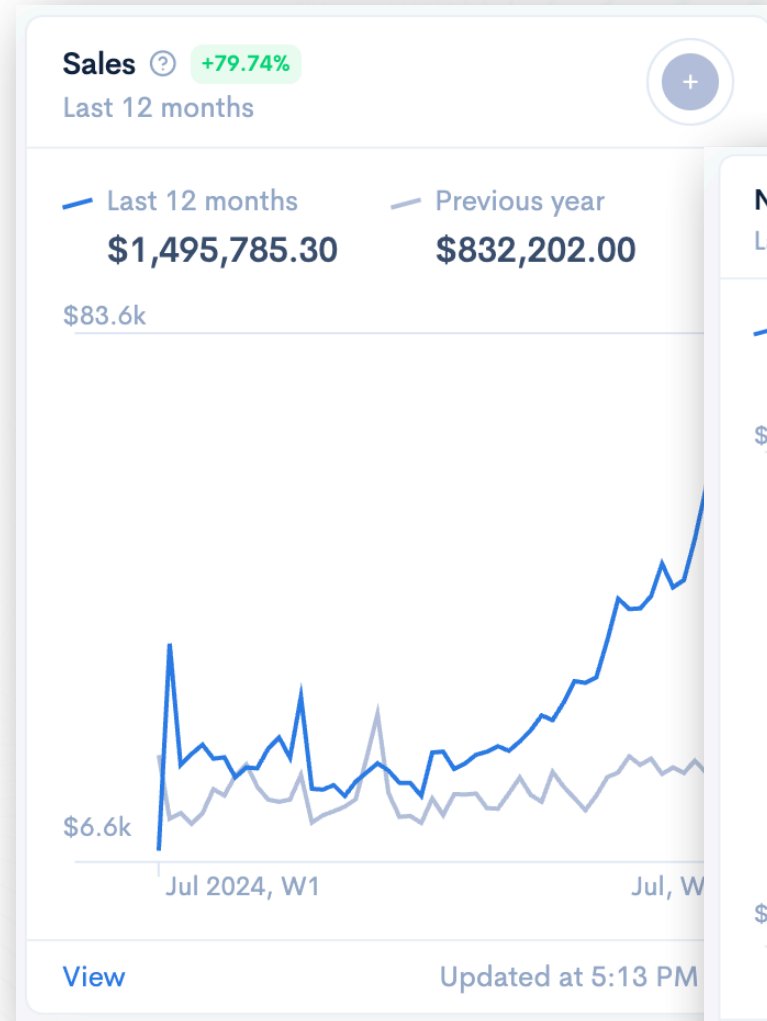 Sales ? +79.74%
Last 12 months
+
Last 12 months
$1,495,785.30
Previous year
$832,202.00
$83.6k
$6.6k
Jul 2024, W1
Jul, W
View
Updated at 5:13 PM
N
L
$
$